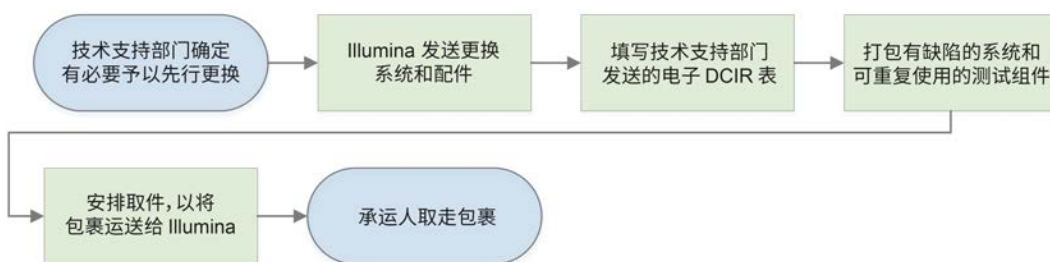 技术支持部门确定
有必要予以先行更换
Illumina 发送更换
系统和配件
填写技术支持部门
发送的电子 DCIR 表
打包有缺陷的系统和
可重复使用的测试组件
安排取件，以将
包裹运送给 Illumina
承运人取走包裹